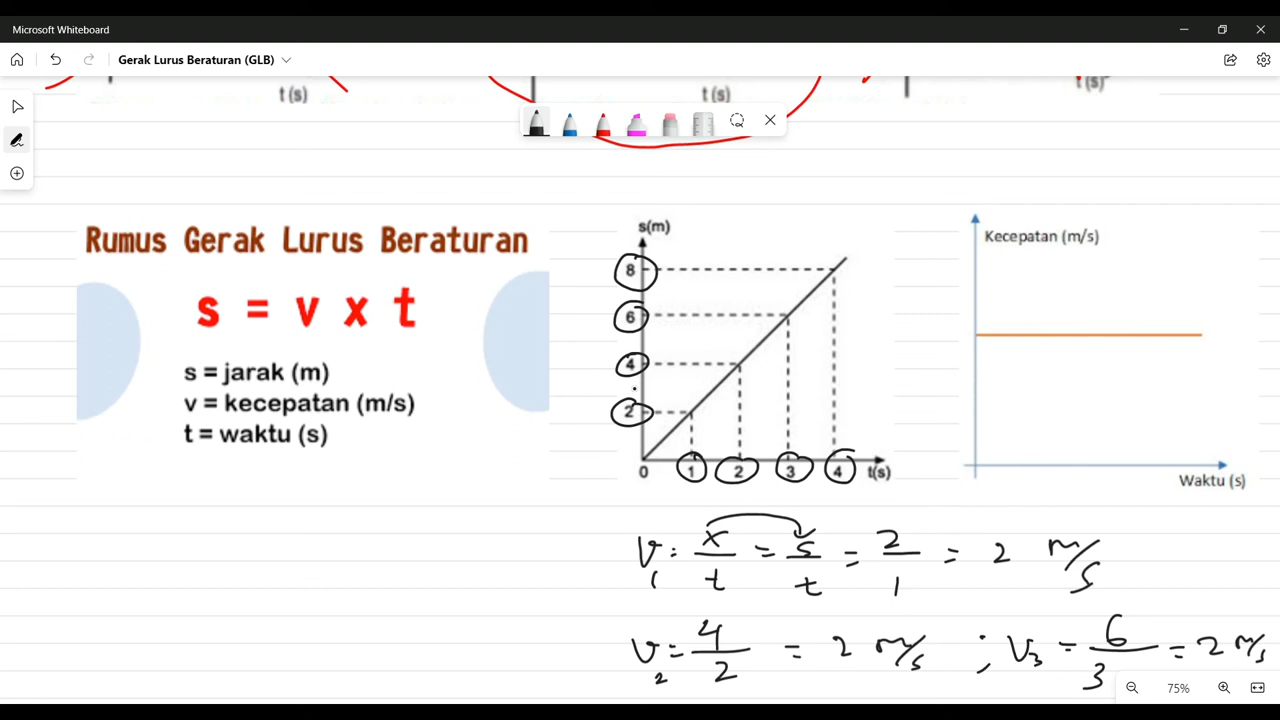 Microsoft Whiteboard
Gerak Lurus Beraturan (GLB)
t(s)
t(s)
t(s)
Rumus Gerak Lurus Beraturan
s = v x t
s = jarak (m)
v = kecepatan (m/s)
t = waktu (s)
s(m)
8
6
4
2
0 1 2 3 4 t(s)
Kecepatan (m/s)
Waktu (s)
V₁ = x/t = s/t = 2/1 = 2 m/s
V₂ = 4/2 = 2 m/s ; V₃ = 6/3 = 2 m/s
75%